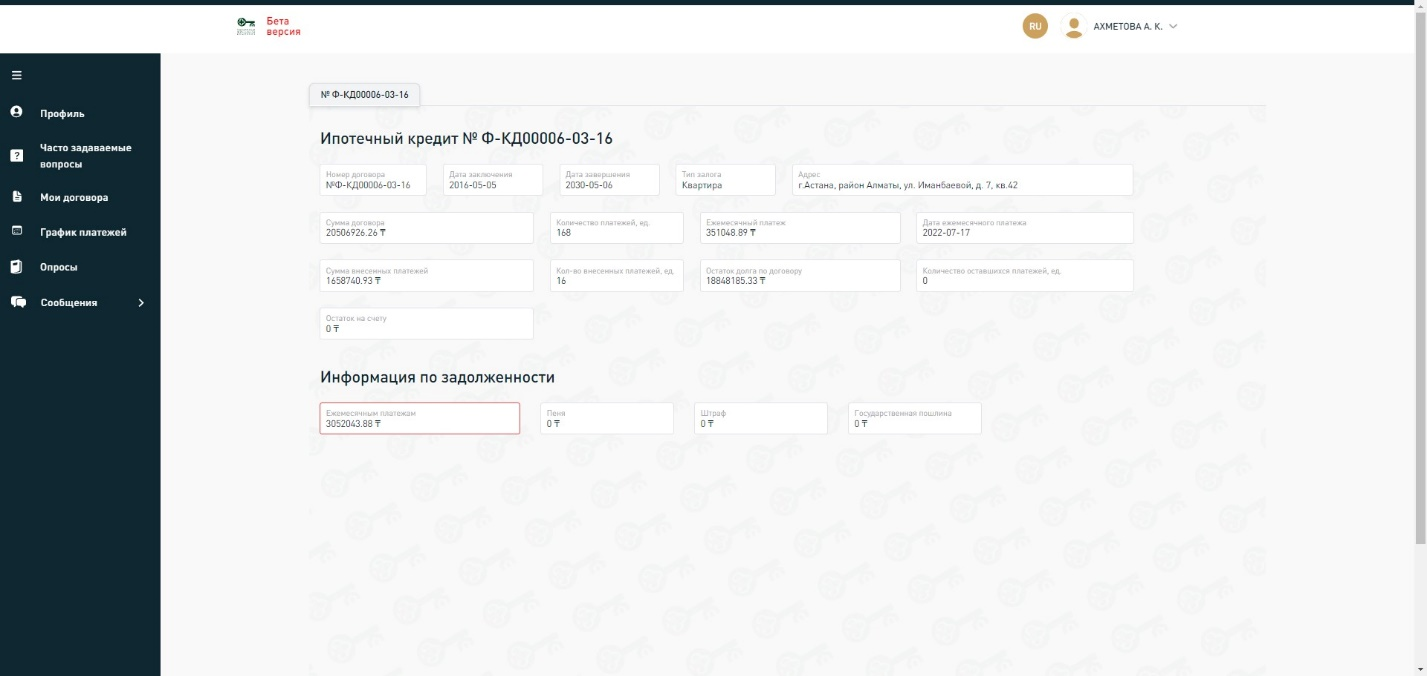 Бета
версия
RU
АХМЕТОВА А. К.
Профиль
Часто задаваемые
вопросы
Мои договора
График платежей
Опросы
Сообщения
№ Ф-КД00006-03-16
Ипотечный кредит № Ф-КД00006-03-16
Номер договора
№Ф-КД00006-03-16
Дата заключения
2016-05-05
Дата завершения
2030-05-06
Тип залога
Квартира
Адрес
г.Астана, район Алматы, ул. Иманбаевой, д. 7, кв.42
Сумма договора
20506926.26 ₸
Количество платежей, ед.
168
Ежемесячный платеж
351048.89 ₸
Дата ежемесячного платежа
2022-07-17
Сумма внесенных платежей
1658740.93 ₸
Кол-во внесенных платежей, ед.
16
Остаток долга по договору
18848185.33 ₸
Количество оставшихся платежей, ед.
0
Остаток на счету
0 ₸
Информация по задолженности
Ежемесячным платежам
3052043.88 ₸
Пеня
0 ₸
Штраф
0 ₸
Государственная пошлина
0 ₸